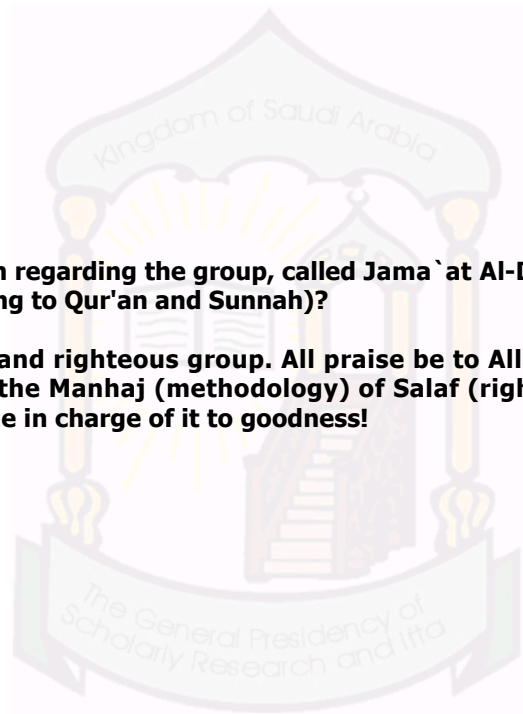 Kingdom of Saudi Arabia
n regarding the group, called Jama`at Al-D
ng to Qur'an and Sunnah)?
and righteous group. All praise be to All
the Manhaj (methodology) of Salaf (righ
e in charge of it to goodness!
The General Presidency of
Scholarly Research and Ifta